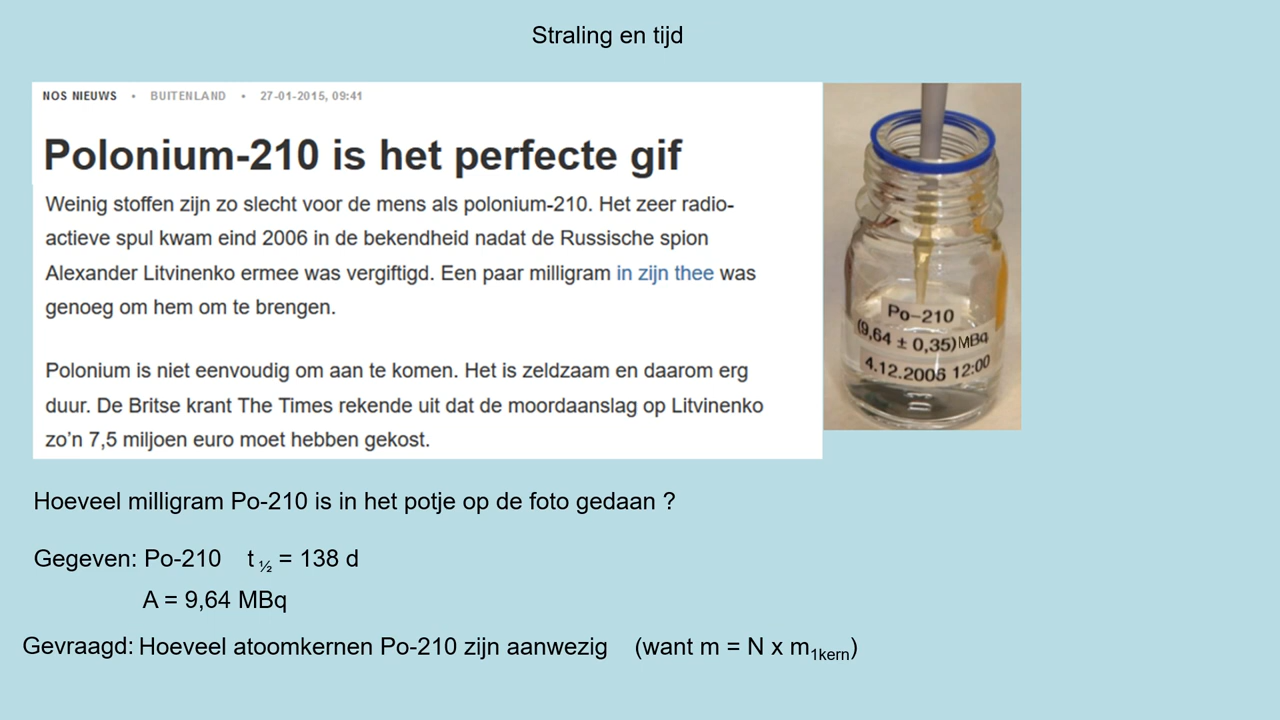 Straling en tijd
NOS NIEUWS • BUITENLAND • 27-01-2015, 09:41
Polonium-210 is het perfecte gif
Weinig stoffen zijn zo slecht voor de mens als polonium-210. Het zeer radio-
actieve spul kwam eind 2006 in de bekendheid nadat de Russische spion
Alexander Litvinenko ermee was vergiftigd. Een paar milligram in zijn thee was
genoeg om hem om te brengen.
Polonium is niet eenvoudig om aan te komen. Het is zeldzaam en daarom erg
duur. De Britse krant The Times rekende uit dat de moordaanslag op Litvinenko
zo'n 7,5 miljoen euro moet hebben gekost.
Po-210
(9,64 ± 0,35)MBq
4.12.2006 12:00
Hoeveel milligram Po-210 is in het potje op de foto gedaan ?
Gegeven: Po-210 t ½ = 138 d
A = 9,64 MBq
Gevraagd: Hoeveel atoomkernen Po-210 zijn aanwezig (want m = N x m1kern)